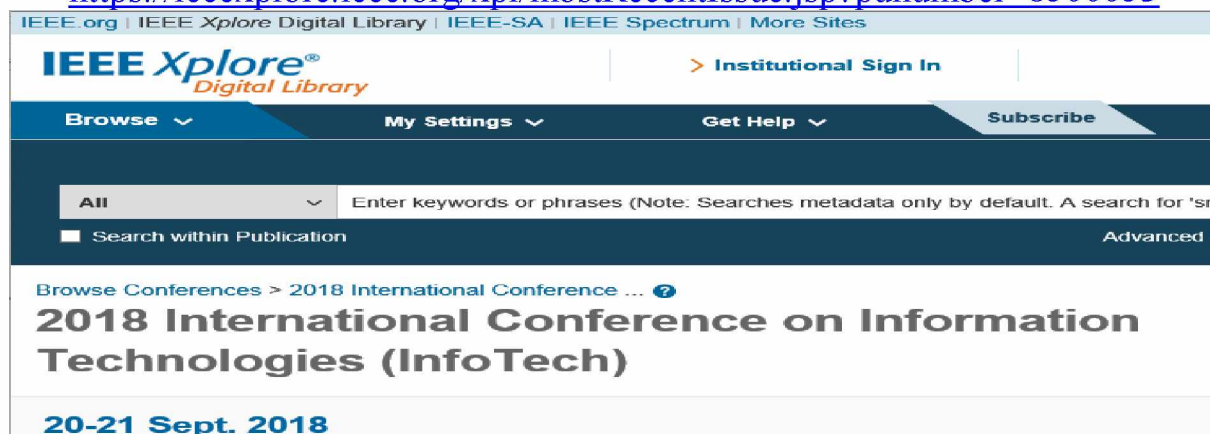 IEEE.org | IEEE Xplore Digital Library | IEEE-SA | IEEE Spectrum | More Sites
IEEE Xplore®
Digital Library
> Institutional Sign In
Browse
My Settings
Get Help
Subscribe
All
Enter keywords or phrases (Note: Searches metadata only by default. A search for
Search within Publication
Advanced
Browse Conferences > 2018 International Conference ...
2018 International Conference on Information
Technologies (InfoTech)
20-21 Sept. 2018